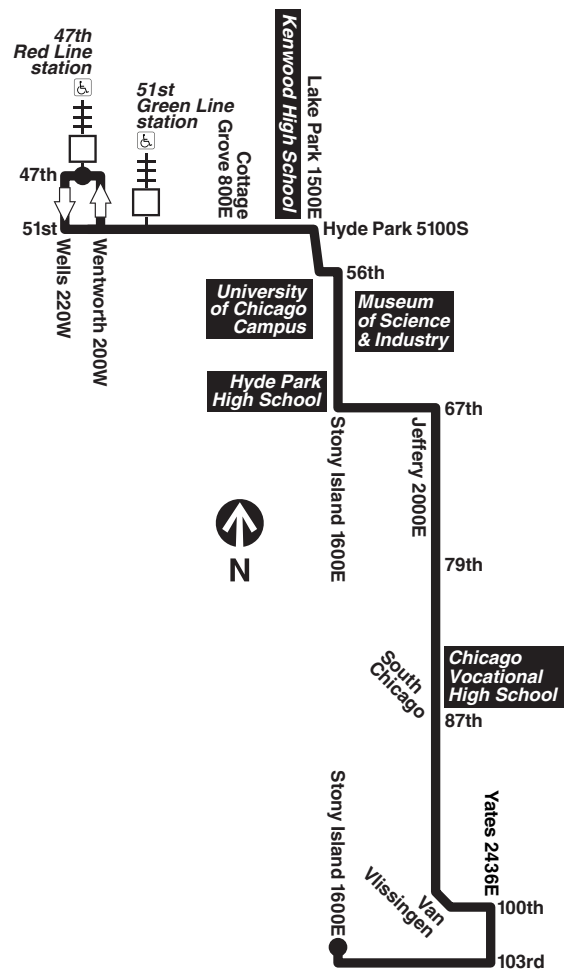 47th
Red Line
station
51st
Green Line
station
Cottage
Grove 800E
Kenwood High School
Lake Park 1500E
47th
51st
Wells 220W
Wentworth 200W
Hyde Park 5100S
56th
University
of Chicago
Campus
Museum
of Science
& Industry
Hyde Park
High School
67th
Stony Island 1600E
Jeffery 2000E
N
79th
South
Chicago
Chicago
Vocational
High School
87th
Stony Island 1600E
Yates 2436E
Van
Vlissingen
100th
103rd